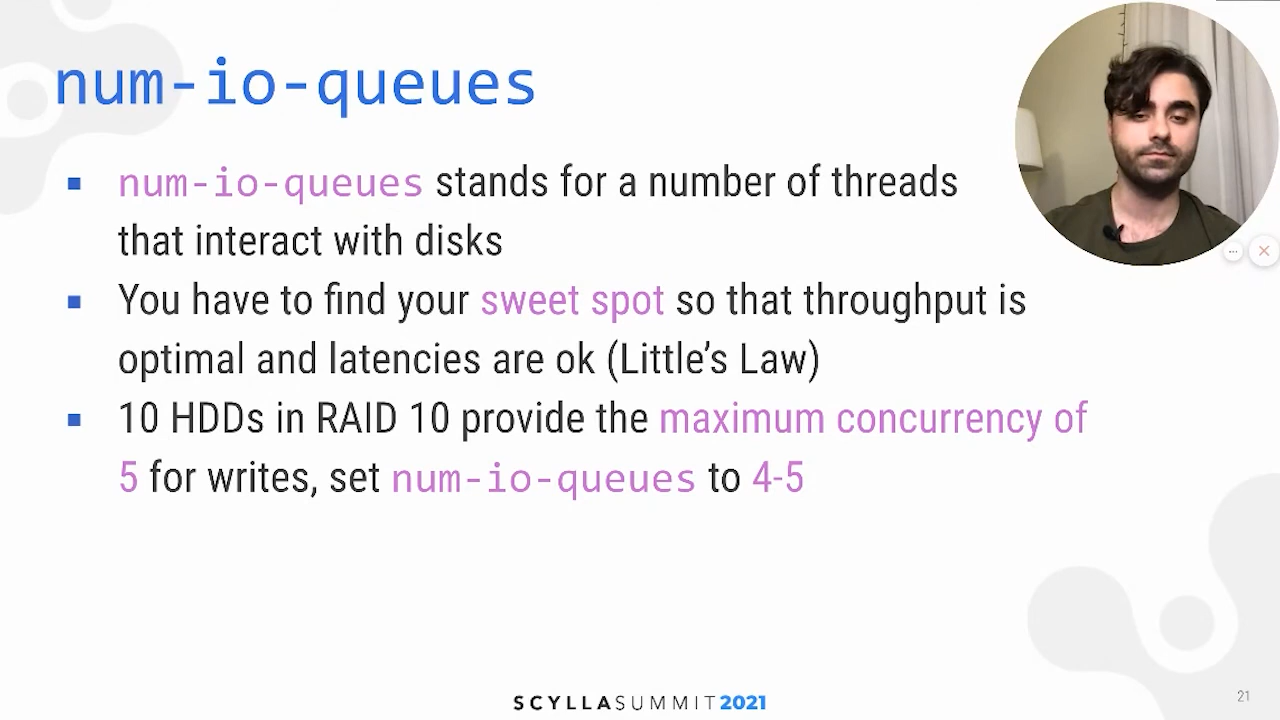 num-io-queues
num-io-queues stands for a number of threads
that interact with disks
You have to find your sweet spot so that throughput is
optimal and latencies are ok (Little’s Law)
10 HDDs in RAID 10 provide the maximum concurrency of
5 for writes, set num-io-queues to 4-5
SCYLLASUMMIT2021
21